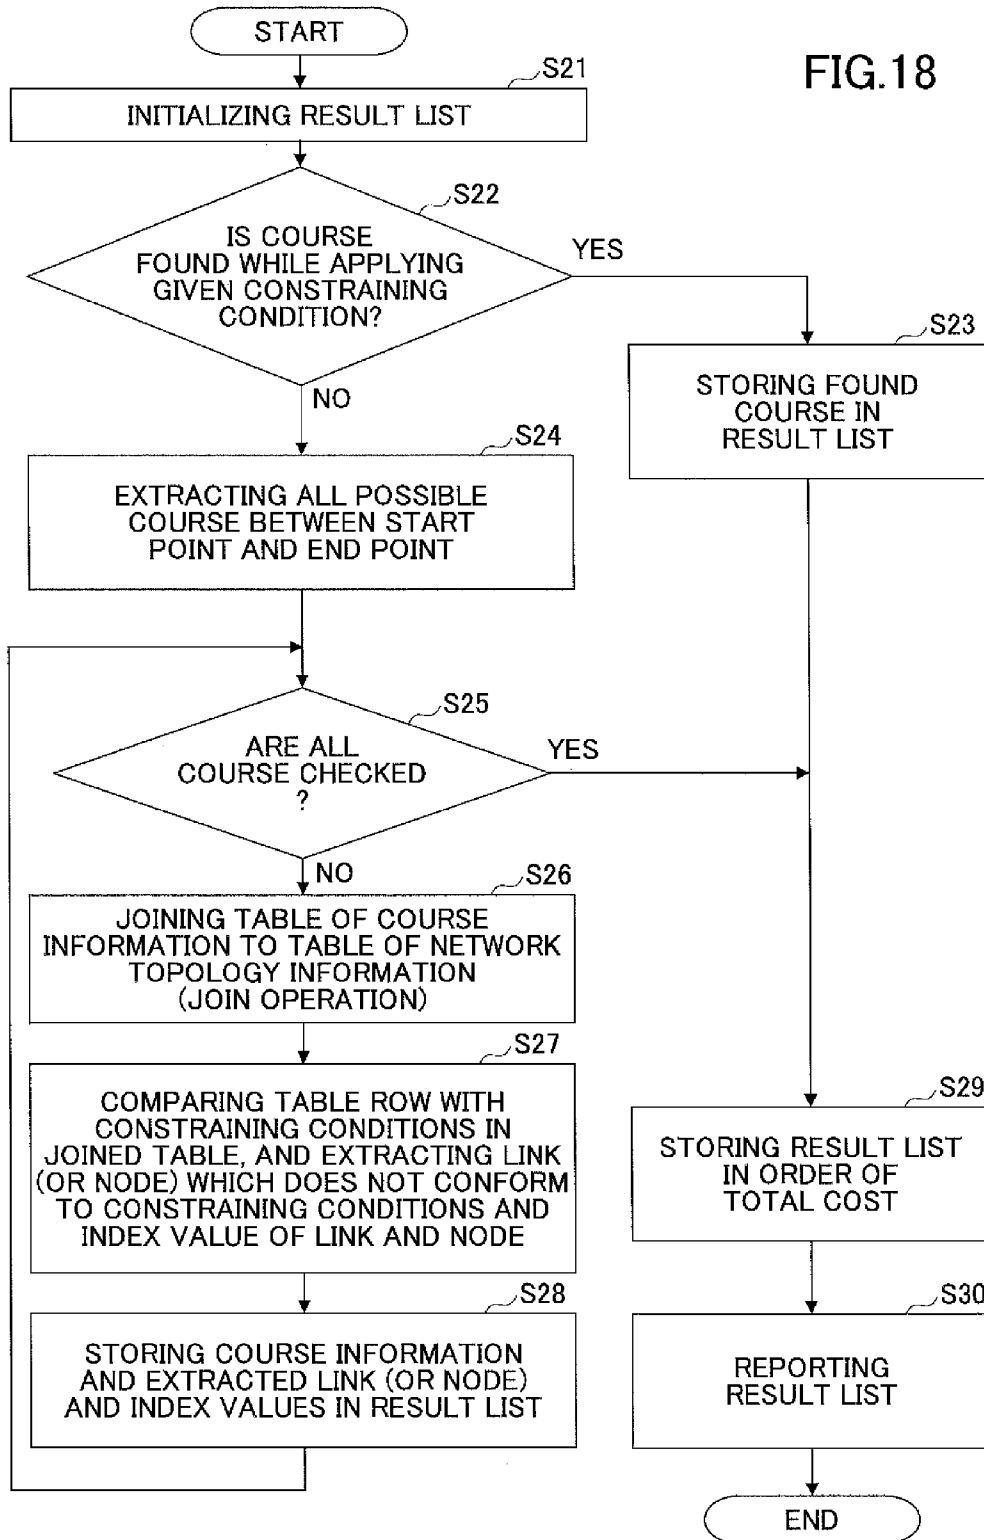 START
FIG.18
S21
INITIALIZING RESULT LIST
S22
IS COURSE
FOUND WHILE APPLYING
GIVEN CONSTRAINING
CONDITION?
YES
NO
S23
STORING FOUND
COURSE IN
RESULT LIST
S24
EXTRACTING ALL POSSIBLE
COURSE BETWEEN START
POINT AND END POINT
S25
ARE ALL
COURSE CHECKED
?
YES
NO
S26
JOINING TABLE OF COURSE
INFORMATION TO TABLE OF NETWORK
TOPOLOGY INFORMATION
(JOIN OPERATION)
S27
COMPARING TABLE ROW WITH
CONSTRAINING CONDITIONS IN
JOINED TABLE, AND EXTRACTING LINK
(OR NODE) WHICH DOES NOT CONFORM
TO CONSTRAINING CONDITIONS AND
INDEX VALUE OF LINK AND NODE
S28
STORING COURSE INFORMATION
AND EXTRACTED LINK (OR NODE)
AND INDEX VALUES IN RESULT LIST
S29
STORING RESULT LIST
IN ORDER OF
TOTAL COST
S30
REPORTING
RESULT LIST
END